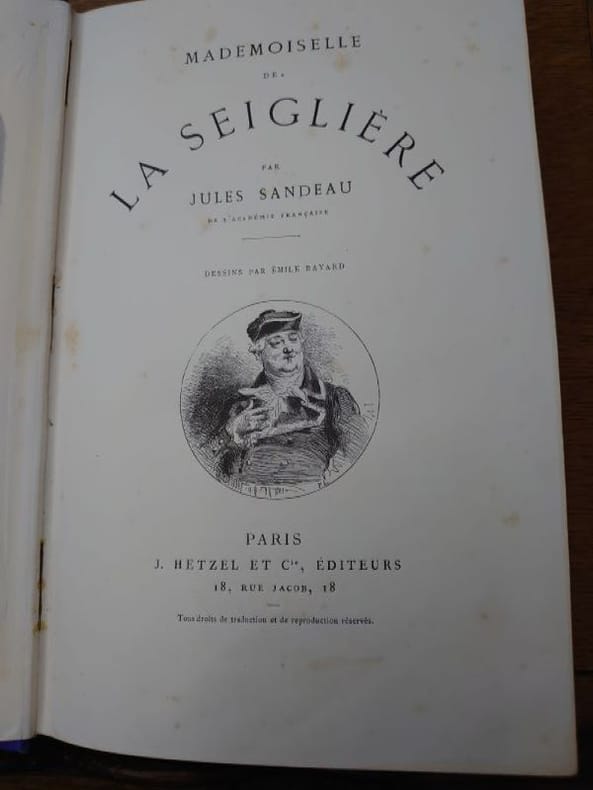 MADEMOISELLE
DE
LA SEIGLIÈRE
PAR
JULES SANDEAU
DE L'ACADÉMIE FRANÇAISE
DESSINS PAR ÉMILE BAYARD
PARIS
J. HETZEL ET Cie, ÉDITEURS
18, RUE JACOB, 18
Tous droits de traduction et de reproduction réservés.